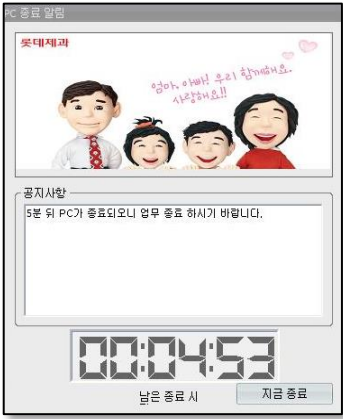 PC 종료 알림
롯데제과
엄마, 아빠! 우리 함께해요.
사랑해요!!
공지사항
5분 뒤 PC가 종료되오니 업무 종료 하시기 바랍니다.
00:04:53
남은 종료 시
지금 종료